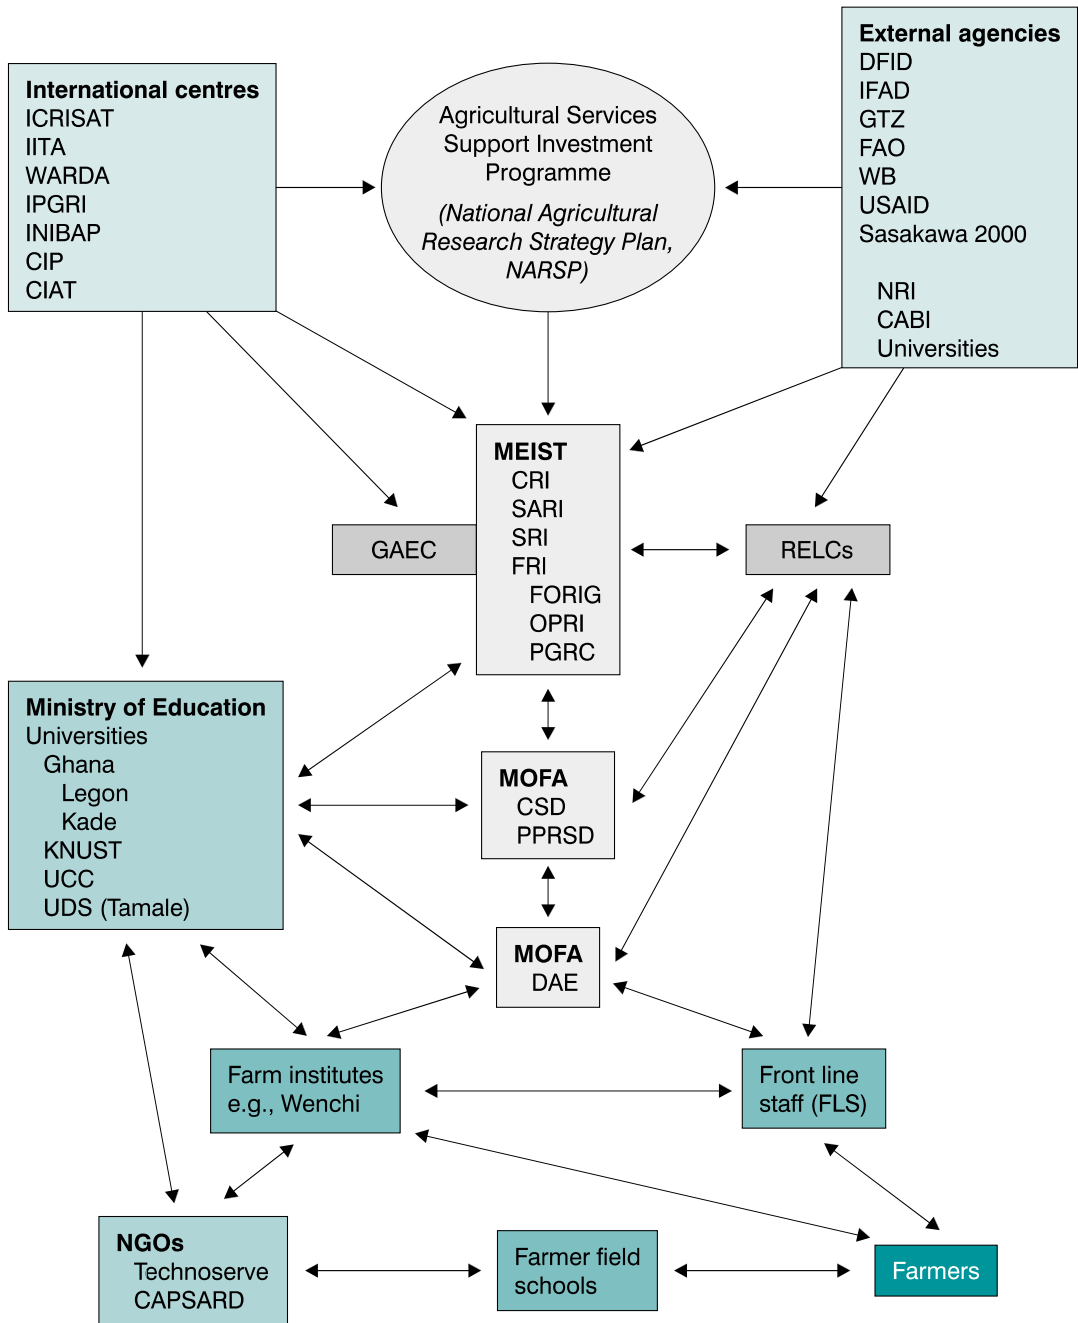 International centres
ICRISAT
IITA
WARDA
IPGRI
INIBAP
CIP
CIAT
Agricultural Services
Support Investment
Programme
(National Agricultural
Research Strategy Plan,
NARSP)
External agencies
DFID
IFAD
GTZ
FAO
WB
USAID
Sasakawa 2000
NRI
CABI
Universities
MEIST
CRI
SARI
SRI
FRI
FORIG
OPRI
PGRC
GAEC
RELCs
Ministry of Education
Universities
Ghana
Legon
Kade
KNUST
UCC
UDS (Tamale)
MOFA
CSD
PPRSD
MOFA
DAE
Farm institutes
e.g., Wenchi
Front line
staff (FLS)
NGOs
Technoserve
CAPSARD
Farmer field
schools
Farmers